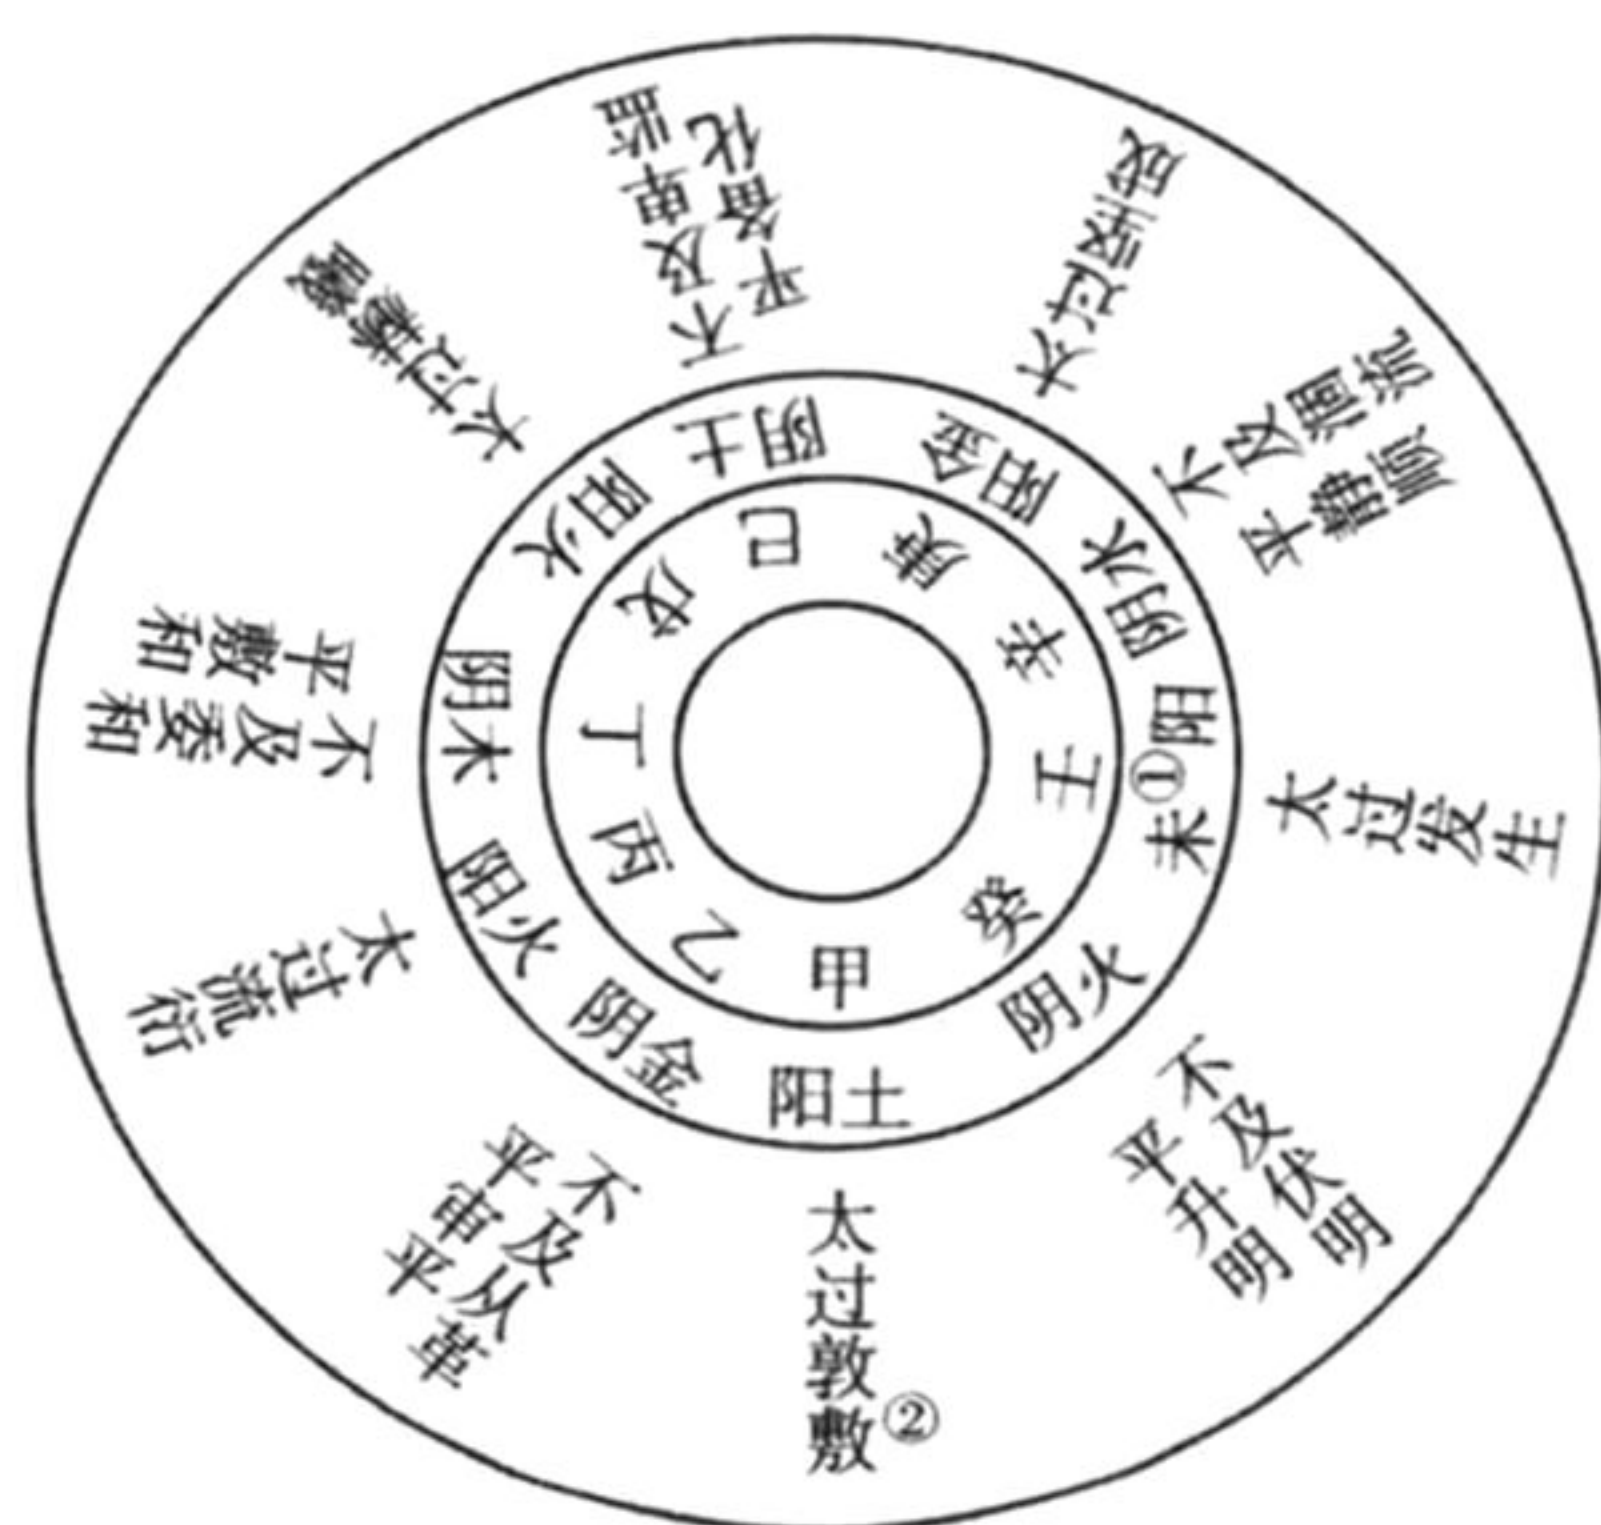 甲
乙
丙
丁
戊
巳
庚
辛
壬
癸
阳土
阴金
阳火
阴木
阳火
阴土
阳金
阴水
阳未①
阴火
太过敦敷②
不及从革
平审平
太过流衍
不及委和
平敷和
太过赫曦
不及卑监
平备化
太过坚成
不及涸流
平静顺
太过发生
不及伏明
平升明